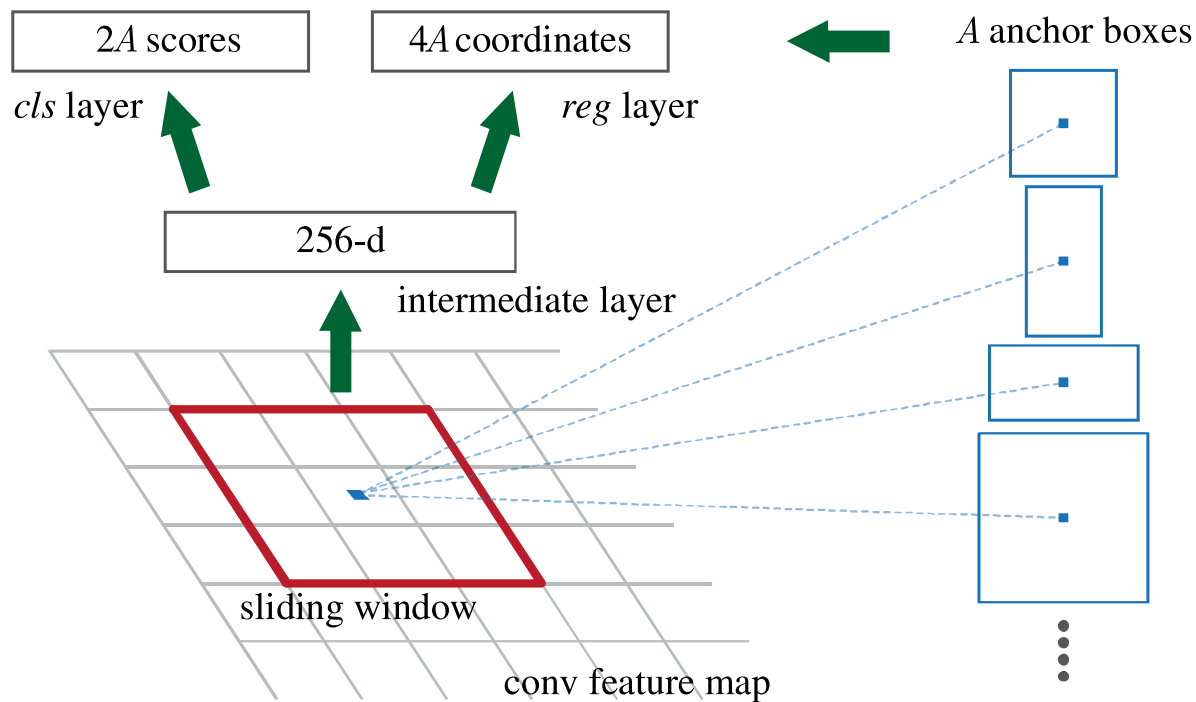 2A scores
4A coordinates
A anchor boxes
cls layer
reg layer
256-d
intermediate layer
sliding window
conv feature map